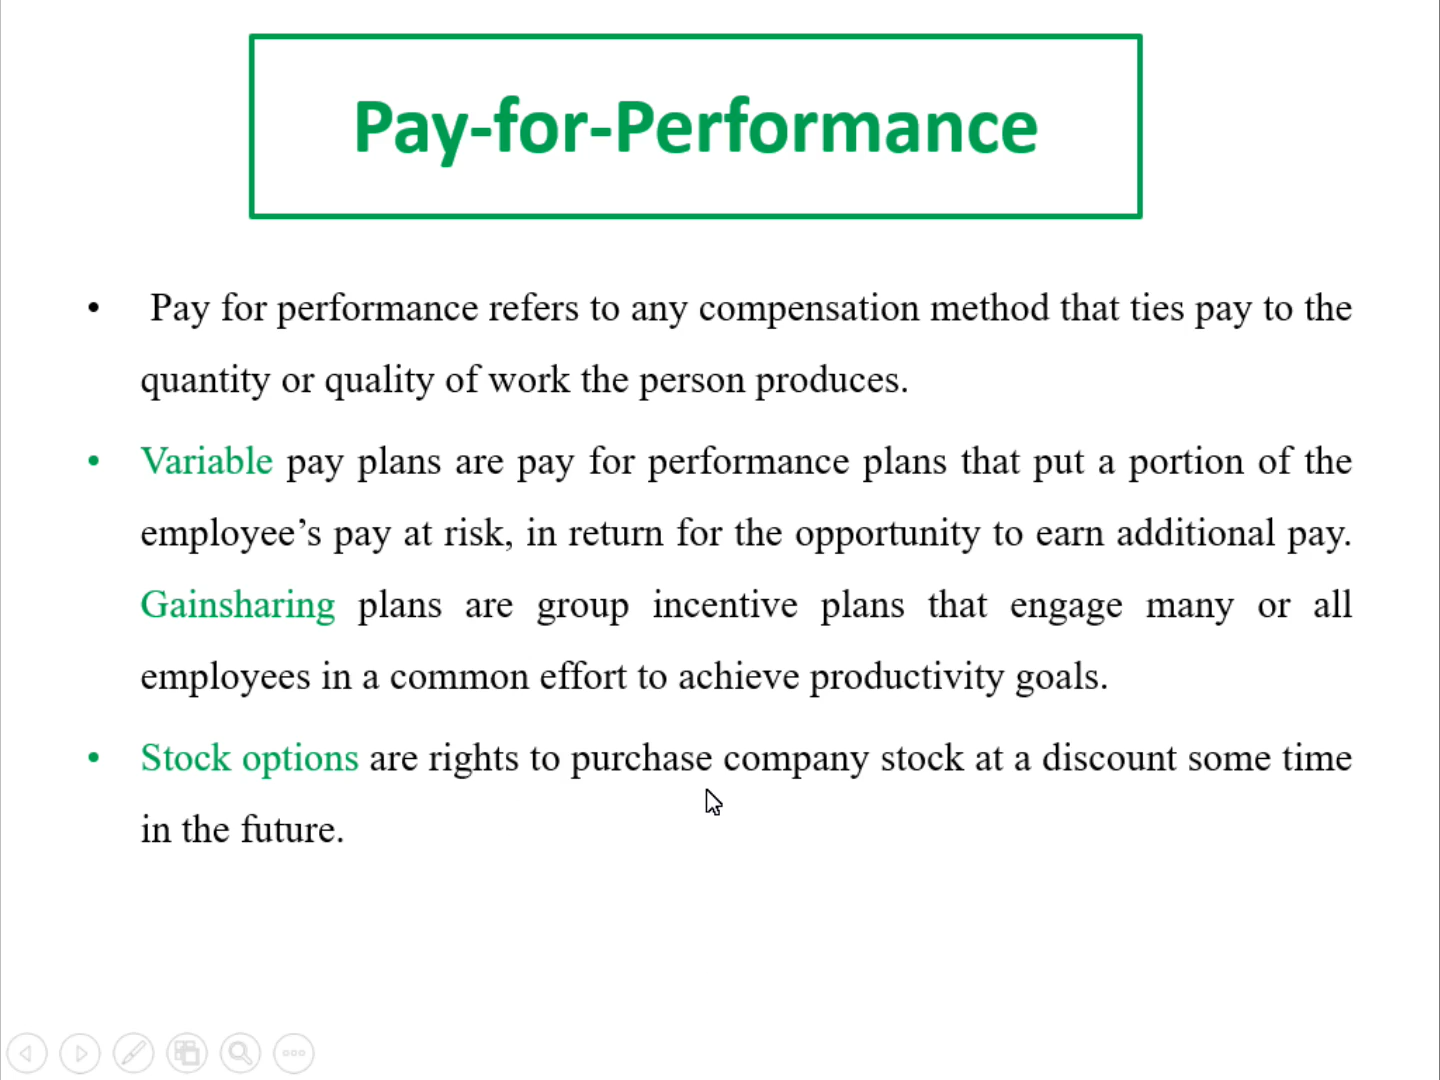 Pay-for-Performance
• Pay for performance refers to any compensation method that ties pay to the
quantity or quality of work the person produces.
• Variable pay plans are pay for performance plans that put a portion of the
employee’s pay at risk, in return for the opportunity to earn additional pay.
Gainsharing plans are group incentive plans that engage many or all
employees in a common effort to achieve productivity goals.
• Stock options are rights to purchase company stock at a discount some time
in the future.